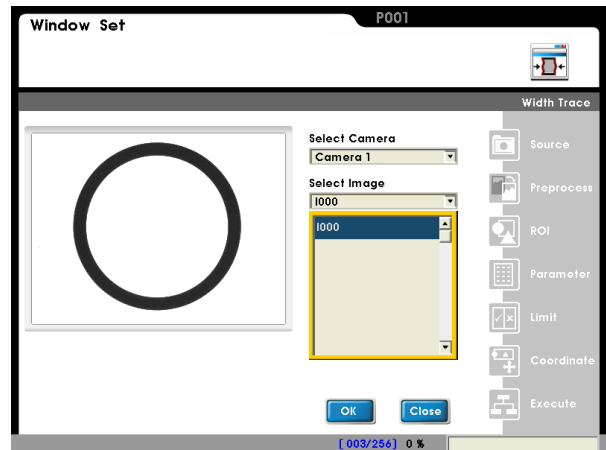 Window Set
P001
Width Trace
Select Camera
Camera 1
Select Image
I000
I000
Source
Preprocess
ROI
Parameter
Limit
Coordinate
Execute
OK
Close
[003/256] 0 %